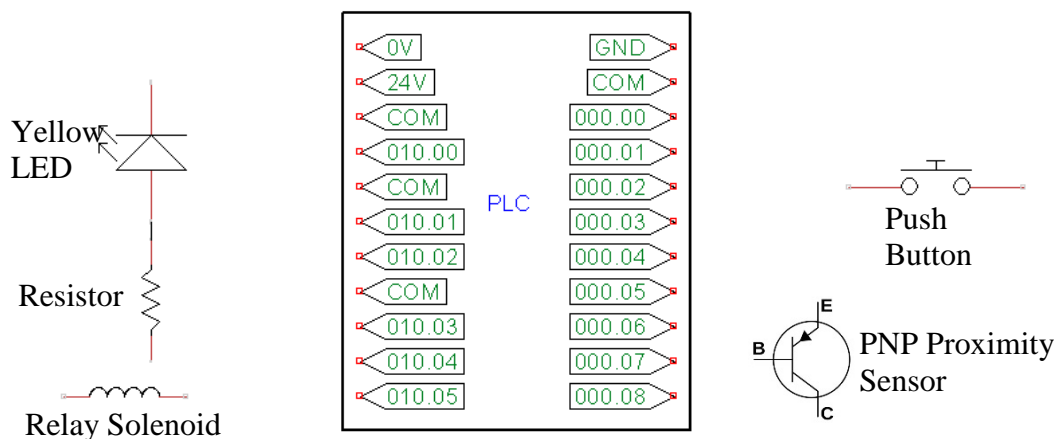 0V
24V
COM
010.00
COM
010.01
010.02
COM
010.03
010.04
010.05
PLC
GND
COM
000.00
000.01
000.02
000.03
000.04
000.05
000.06
000.07
000.08
Yellow
LED
Resistor
Relay Solenoid
Push
Button
E
B
C
PNP Proximity
Sensor